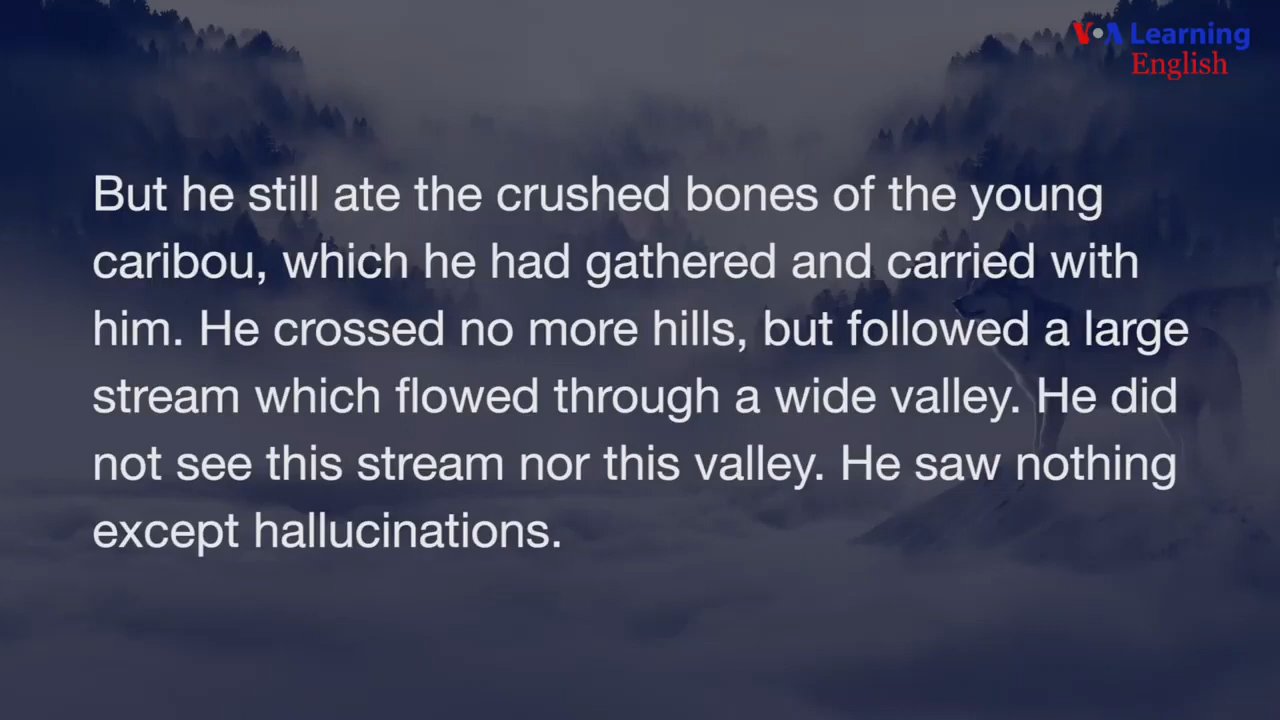 VOA Learning
English
But he still ate the crushed bones of the young
caribou, which he had gathered and carried with
him. He crossed no more hills, but followed a large
stream which flowed through a wide valley. He did
not see this stream nor this valley. He saw nothing
except hallucinations.